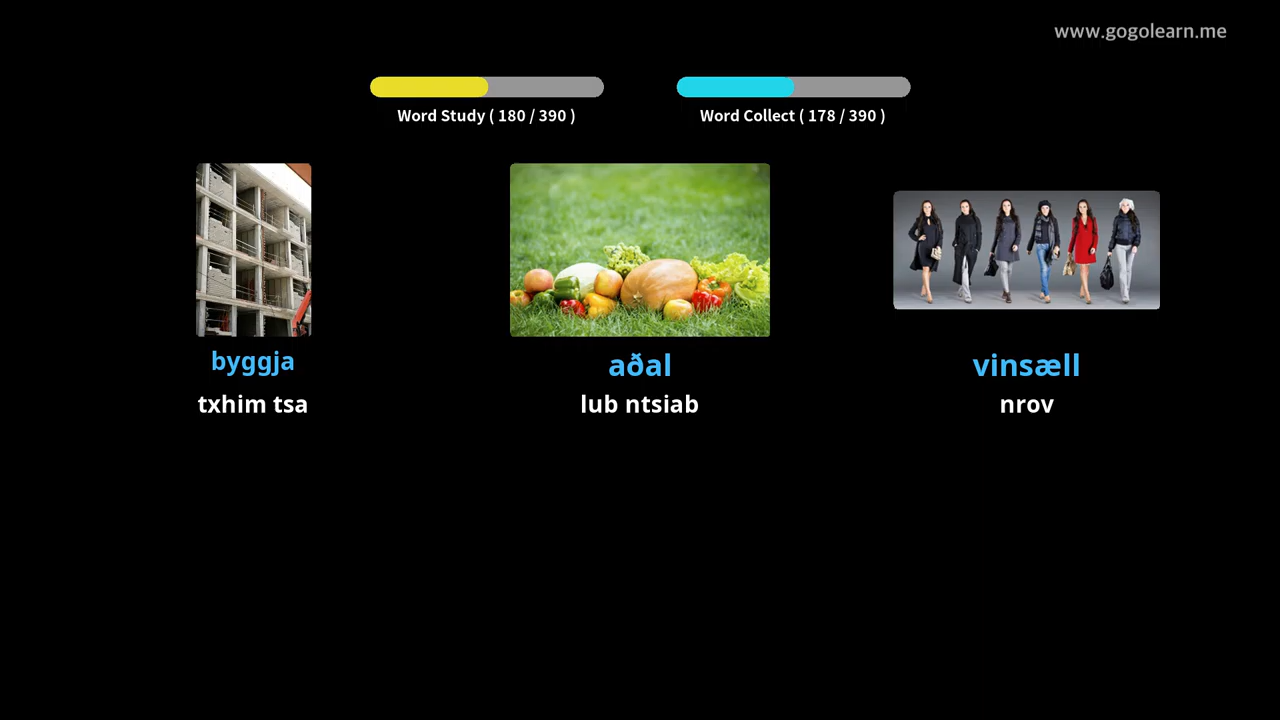 www.gogolearn.me
Word Study ( 180 / 390 )
Word Collect ( 178 / 390 )
byggja
txhim tsa
aðal
lub ntsiab
vinsæll
nrov